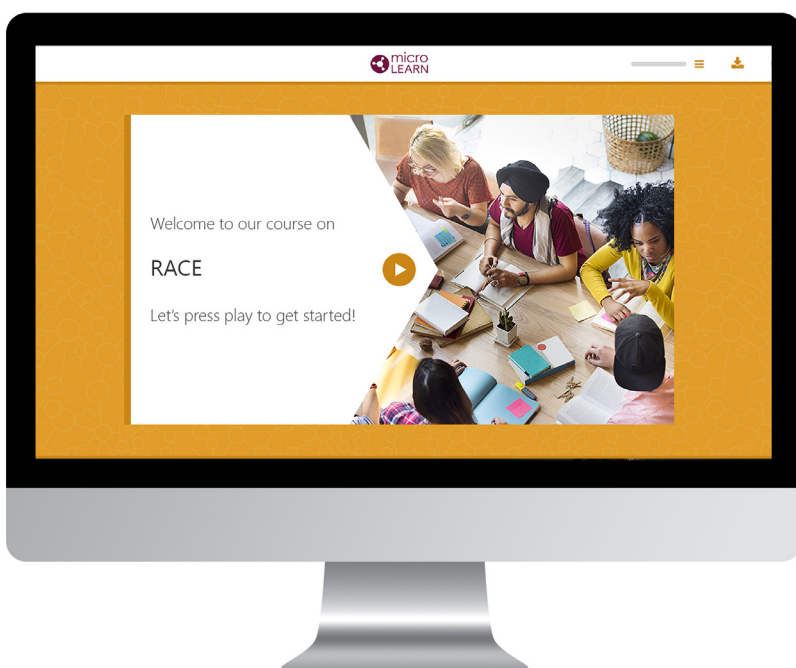 micro
LEARN
Welcome to our course on
RACE
Let's press play to get started!